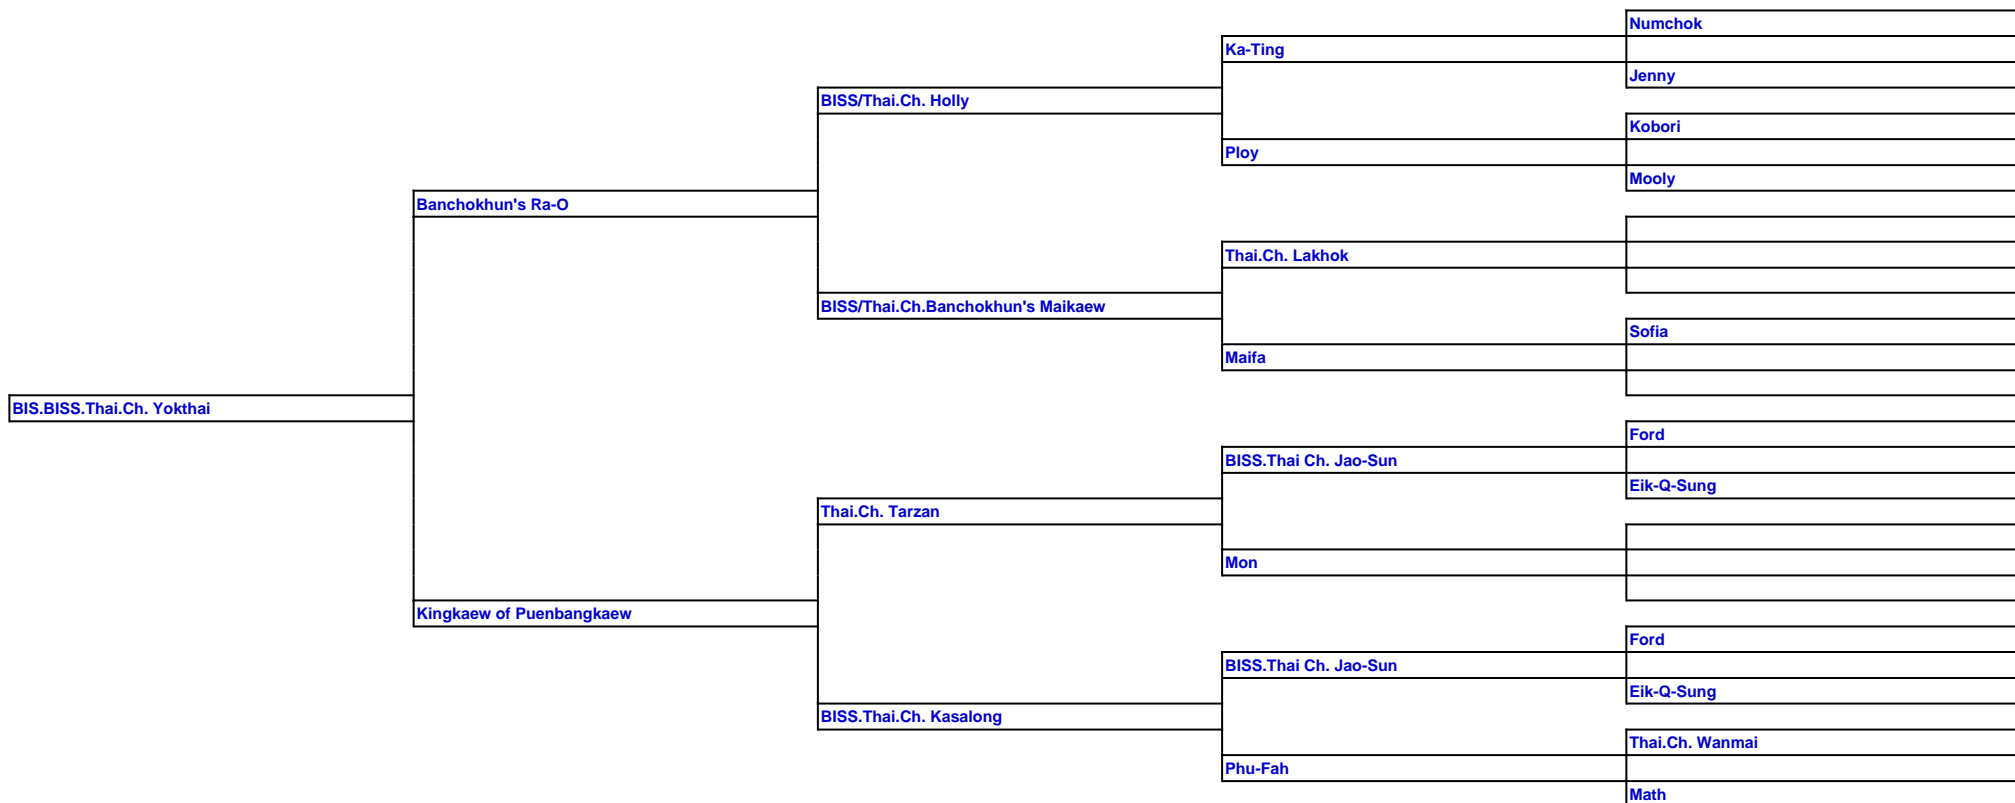 Numchok
Ka-Ting
Jenny
BISS/Thai.Ch. Holly
Kobori
Ploy
Mooly
Banchokhun's Ra-O
Thai.Ch. Lakhok
BISS/Thai.Ch.Banchokhun's Maikaew
Sofia
Maifa
BIS.BISS.Thai.Ch. Yokthai
Ford
BISS.Thai Ch. Jao-Sun
Eik-Q-Sung
Thai.Ch. Tarzan
Mon
Kingkaew of Puenbangkaew
Ford
BISS.Thai Ch. Jao-Sun
Eik-Q-Sung
BISS.Thai.Ch. Kasalong
Thai.Ch. Wanmai
Phu-Fah
Math